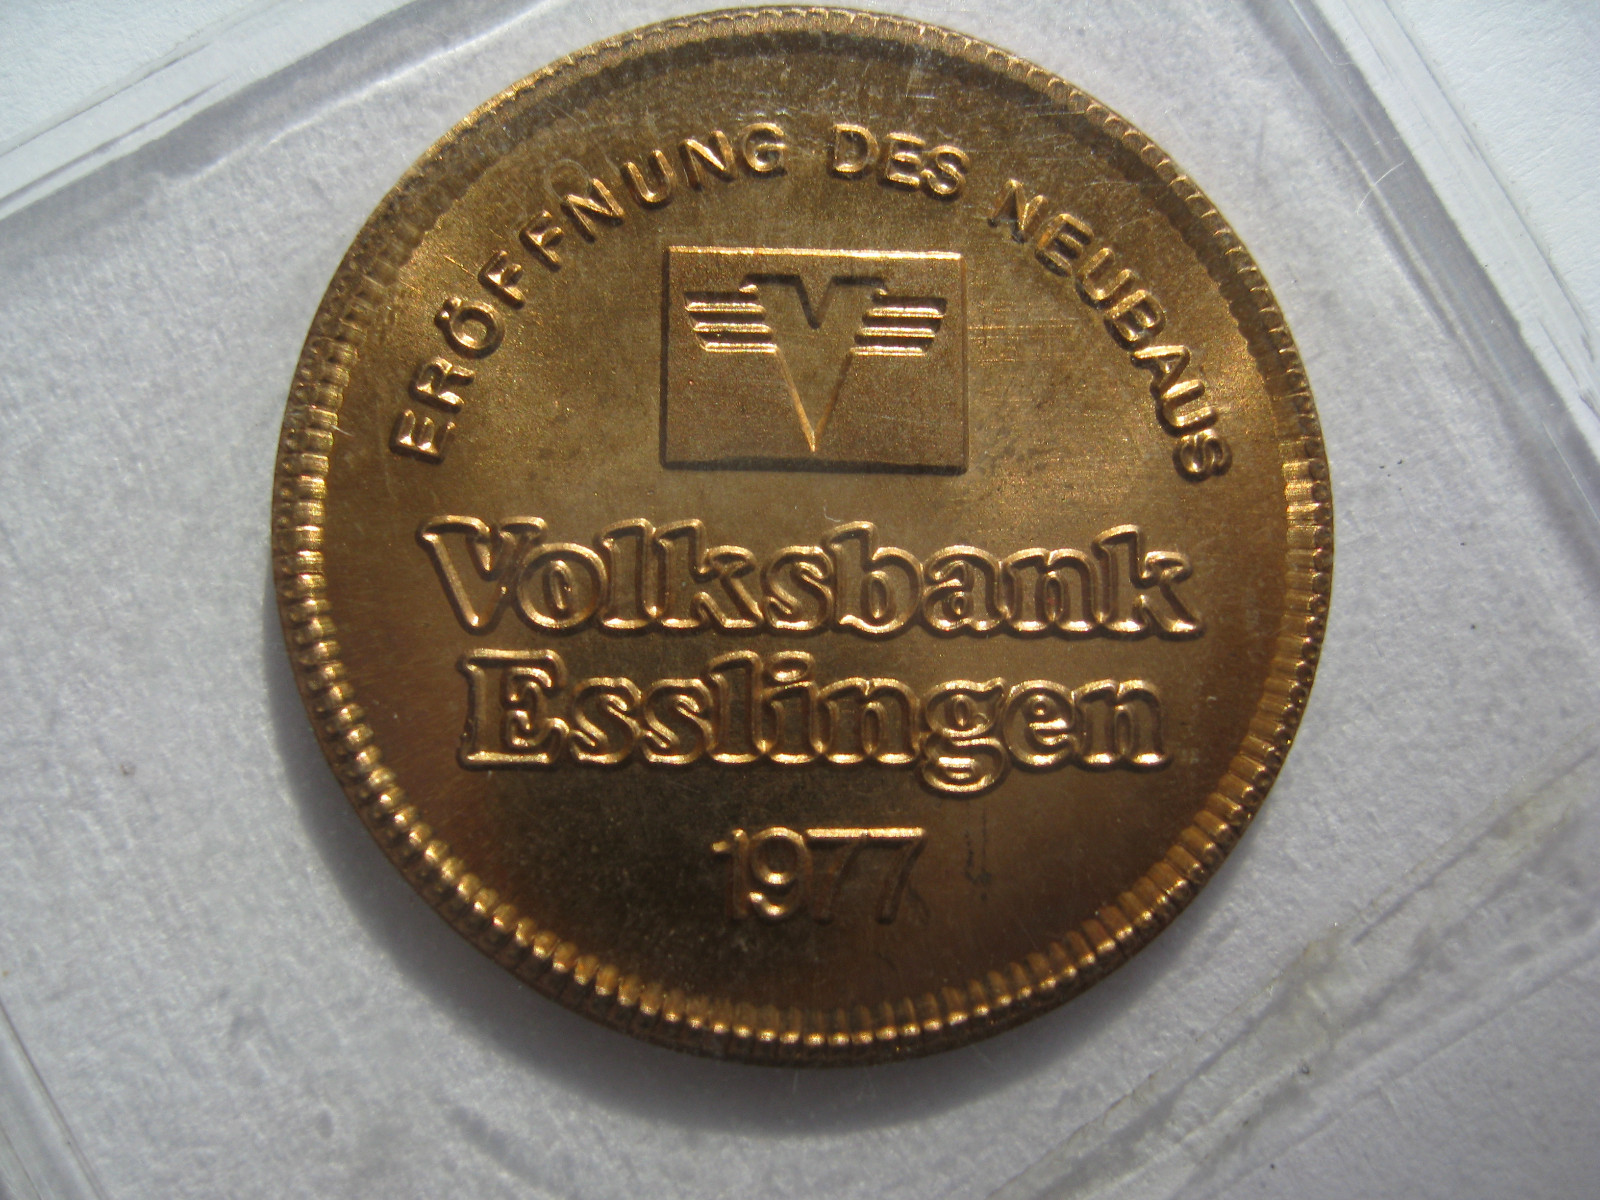 ERÖFFNUNG DES NEUBAUS
V
Volksbank
Esslingen
1977